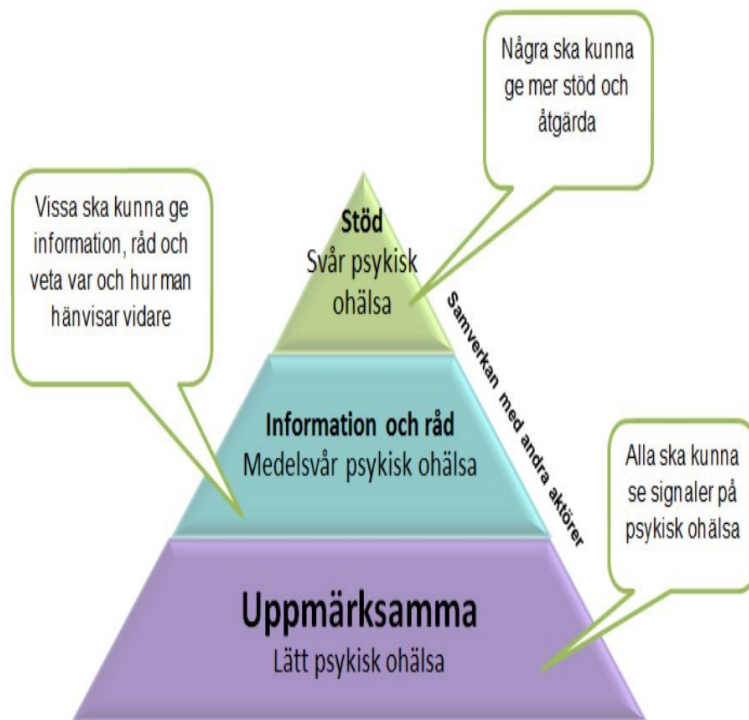 Några ska kunna
ge mer stöd och
åtgärda
Vissa ska kunna ge
information, råd och
veta var och hur man
hänvisar vidare
Stöd
Svår psykisk
ohälsa
Samverkan med andra aktörer
Information och råd
Medelsvår psykisk ohälsa
Alla ska kunna
se signaler på
psykisk ohälsa
Uppmärksamma
Lätt psykisk ohälsa